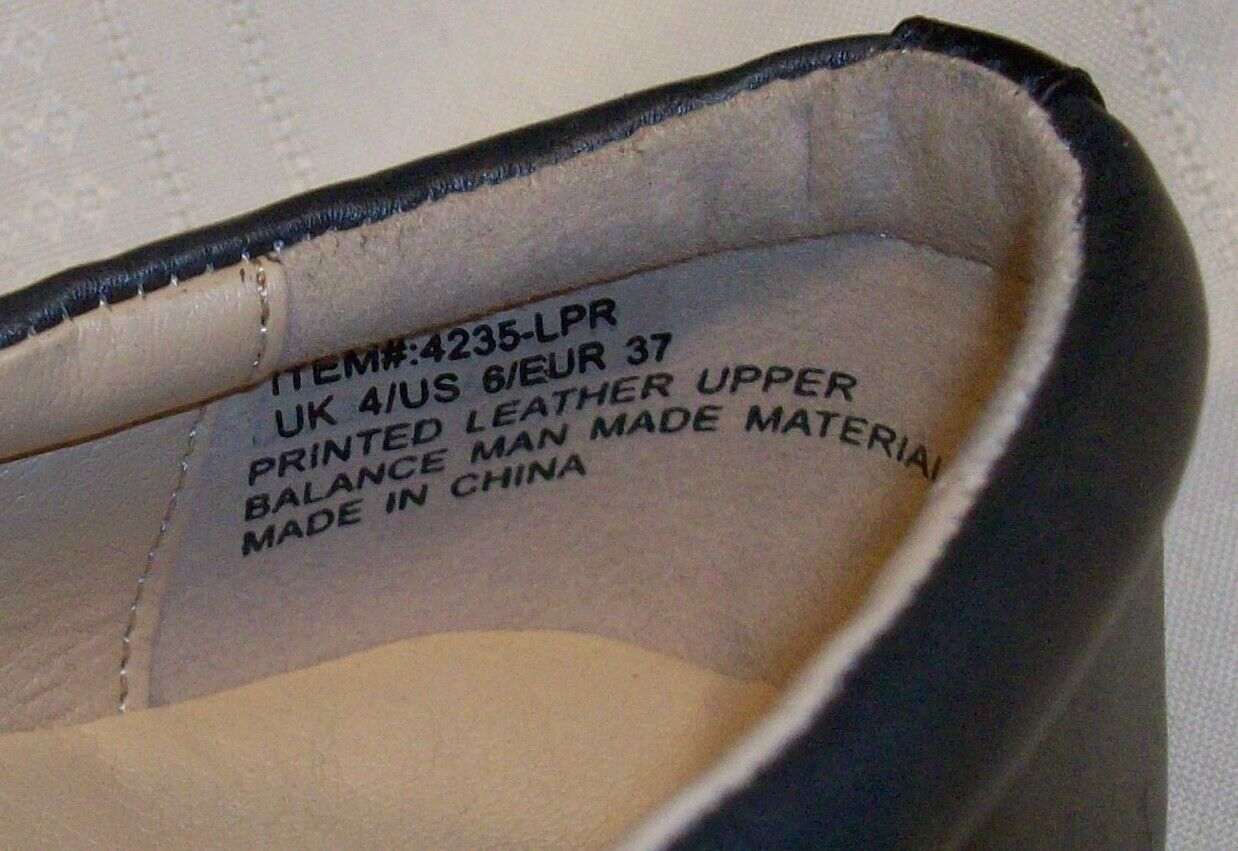 ITEM#:4235-LPR
UK 4/US 6/EUR 37
PRINTED LEATHER UPPER
BALANCE MAN MADE MATERIAL
MADE IN CHINA